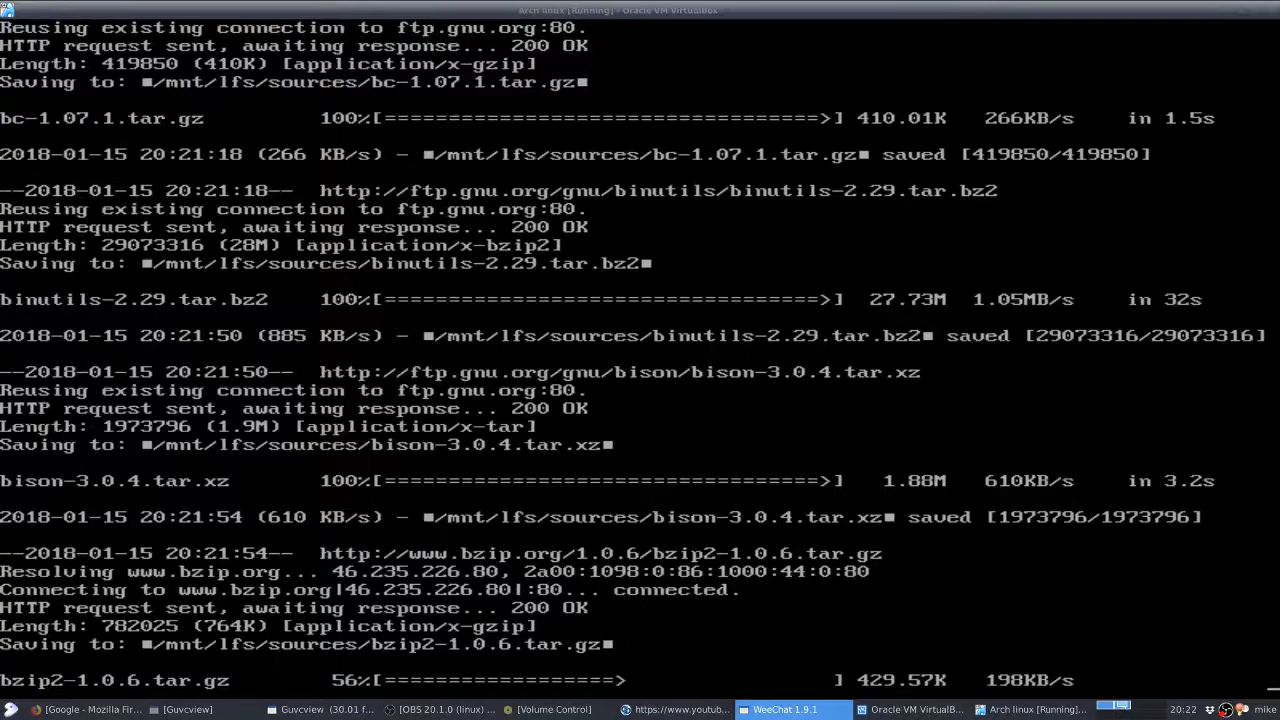 Arch linux [Running] - Oracle VM VirtualBox
Reusing existing connection to ftp.gnu.org:80.
HTTP request sent, awaiting response... 200 OK
Length: 419850 (410K) [application/x-gzip]
Saving to: ■/mnt/lfs/sources/bc-1.07.1.tar.gz■
bc-1.07.1.tar.gz 100%[==================================>] 410.01K 266KB/s in 1.5s
2018-01-15 20:21:18 (266 KB/s) - ■/mnt/lfs/sources/bc-1.07.1.tar.gz■ saved [419850/419850]
--2018-01-15 20:21:18-- http://ftp.gnu.org/gnu/binutils/binutils-2.29.tar.bz2
Reusing existing connection to ftp.gnu.org:80.
HTTP request sent, awaiting response... 200 OK
Length: 29073316 (28M) [application/x-bzip2]
Saving to: ■/mnt/lfs/sources/binutils-2.29.tar.bz2■
binutils-2.29.tar.bz2 100%[==================================>] 27.73M 1.05MB/s in 32s
2018-01-15 20:21:50 (885 KB/s) - ■/mnt/lfs/sources/binutils-2.29.tar.bz2■ saved [29073316/29073316]
--2018-01-15 20:21:50-- http://ftp.gnu.org/gnu/bison/bison-3.0.4.tar.xz
Reusing existing connection to ftp.gnu.org:80.
HTTP request sent, awaiting response... 200 OK
Length: 1973796 (1.9M) [application/x-tar]
Saving to: ■/mnt/lfs/sources/bison-3.0.4.tar.xz■
bison-3.0.4.tar.xz 100%[==================================>] 1.88M 610KB/s in 3.2s
2018-01-15 20:21:54 (610 KB/s) - ■/mnt/lfs/sources/bison-3.0.4.tar.xz■ saved [1973796/1973796]
--2018-01-15 20:21:54-- http://www.bzip.org/1.0.6/bzip2-1.0.6.tar.gz
Resolving www.bzip.org... 46.235.226.80, 2a00:1098:0:86:1000:44:0:80
Connecting to www.bzip.org|46.235.226.80|:80... connected.
HTTP request sent, awaiting response... 200 OK
Length: 782025 (764K) [application/x-gzip]
Saving to: ■/mnt/lfs/sources/bzip2-1.0.6.tar.gz■
bzip2-1.0.6.tar.gz 56%[==================> ] 429.57K 198KB/s
[Google - Mozilla Fir... [Guvcview] Guvcview (30.01 f... [OBS 20.1.0 (linux) ... [Volume Control] https://www.youtub... WeeChat 1.9.1 Oracle VM VirtualB... Arch linux [Running]... 20:22 mike